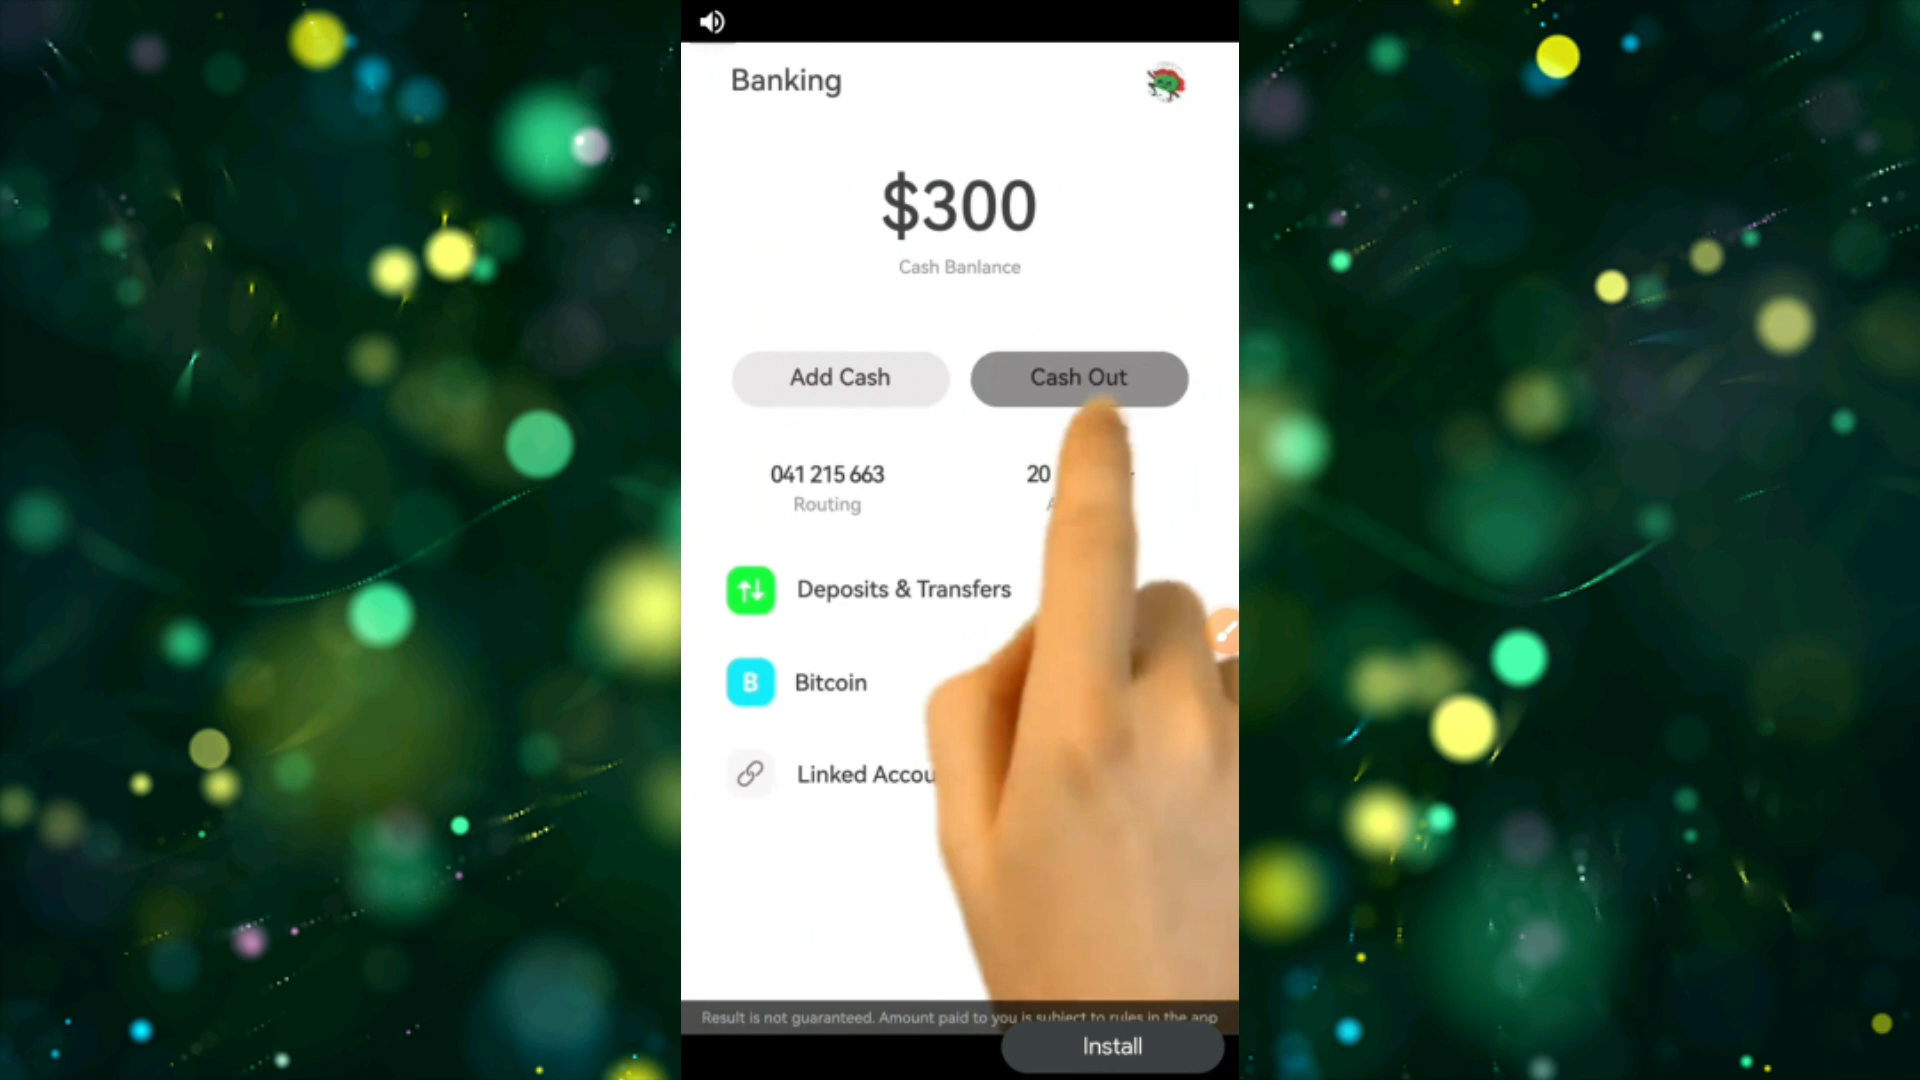 Banking
$300
Cash Banlance
Add Cash
Cash Out
041 215 663
20
Routing
Deposits & Transfers
B
Bitcoin
Linked Accou
Result is not guaranteed. Amount paid to you is subject to rules in the app
Install